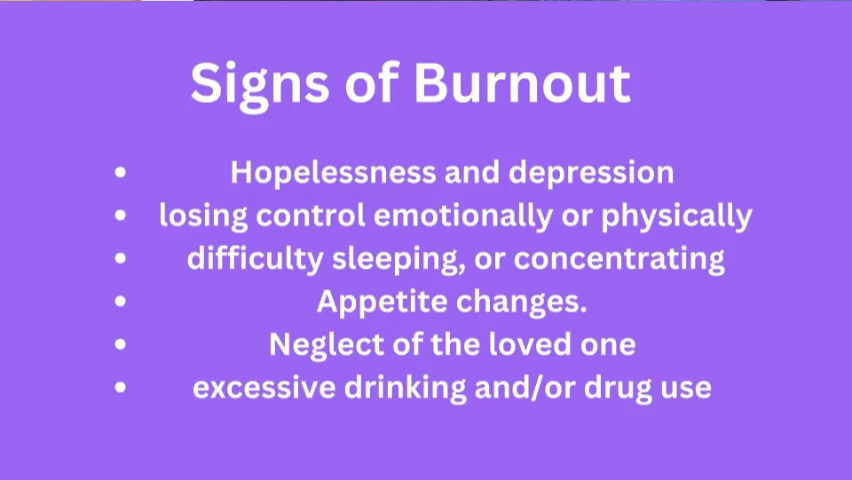 Signs of Burnout
• Hopelessness and depression
• losing control emotionally or physically
• difficulty sleeping, or concentrating
• Appetite changes.
• Neglect of the loved one
• excessive drinking and/or drug use